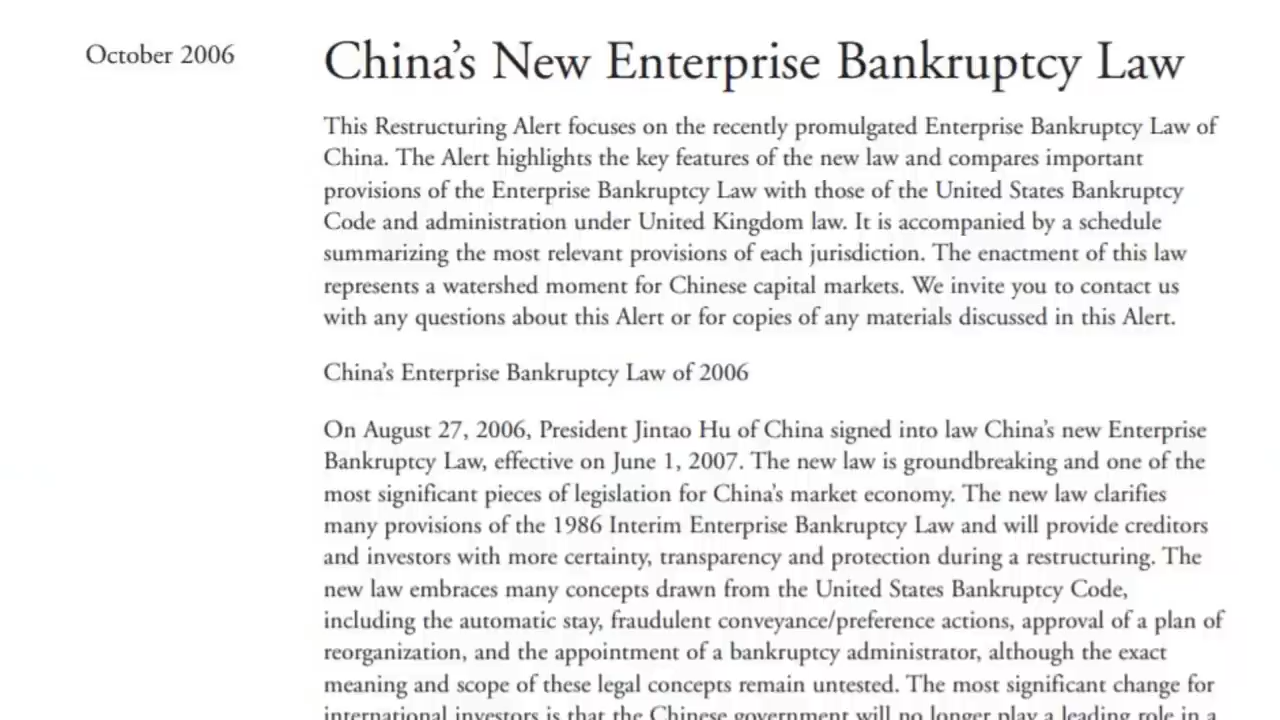 October 2006
China's New Enterprise Bankruptcy Law
This Restructuring Alert focuses on the recently promulgated Enterprise Bankruptcy Law of
China. The Alert highlights the key features of the new law and compares important
provisions of the Enterprise Bankruptcy Law with those of the United States Bankruptcy
Code and administration under United Kingdom law. It is accompanied by a schedule
summarizing the most relevant provisions of each jurisdiction. The enactment of this law
represents a watershed moment for Chinese capital markets. We invite you to contact us
with any questions about this Alert or for copies of any materials discussed in this Alert.
China's Enterprise Bankruptcy Law of 2006
On August 27, 2006, President Jintao Hu of China signed into law China's new Enterprise
Bankruptcy Law, effective on June 1, 2007. The new law is groundbreaking and one of the
most significant pieces of legislation for China's market economy. The new law clarifies
many provisions of the 1986 Interim Enterprise Bankruptcy Law and will provide creditors
and investors with more certainty, transparency and protection during a restructuring. The
new law embraces many concepts drawn from the United States Bankruptcy Code,
including the automatic stay, fraudulent conveyance/preference actions, approval of a plan of
reorganization, and the appointment of a bankruptcy administrator, although the exact
meaning and scope of these legal concepts remain untested. The most significant change for
international investors is that the Chinese government will no longer play a leading role in a